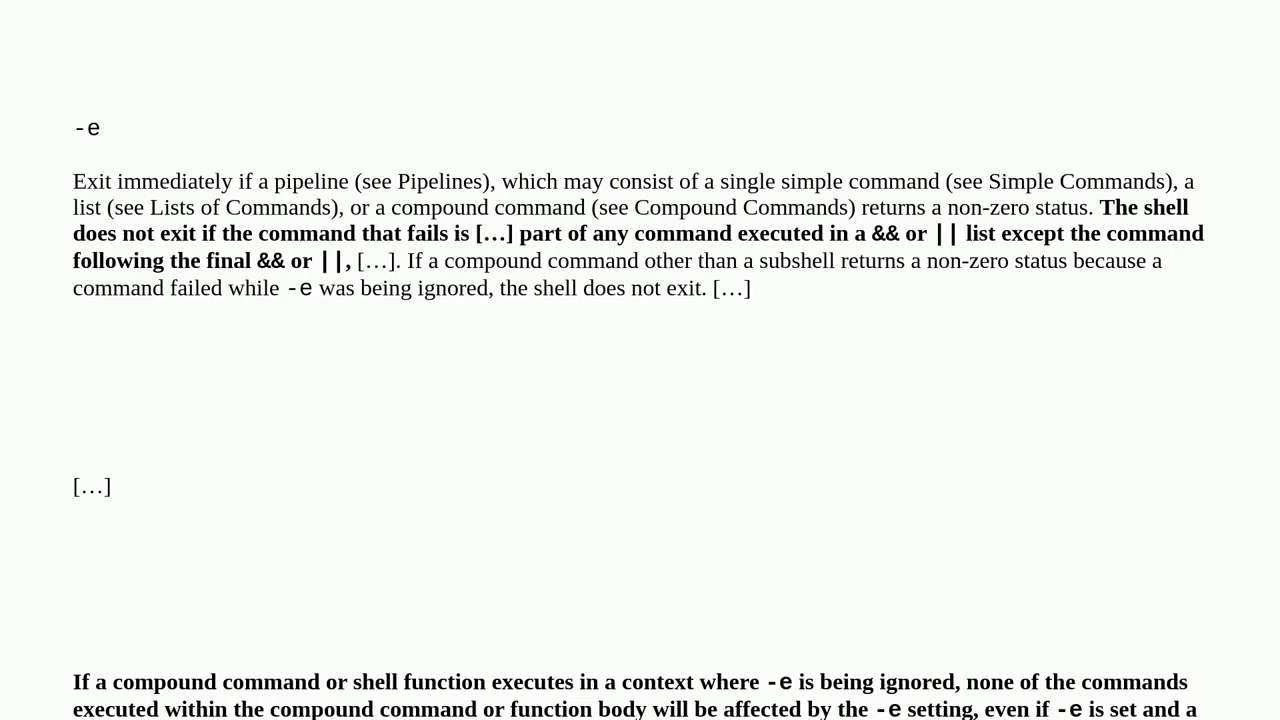 -e
Exit immediately if a pipeline (see Pipelines), which may consist of a single simple command (see Simple Commands), a
list (see Lists of Commands), or a compound command (see Compound Commands) returns a non-zero status. The shell
does not exit if the command that fails is […] part of any command executed in a && or || list except the command
following the final && or ||, […]. If a compound command other than a subshell returns a non-zero status because a
command failed while -e was being ignored, the shell does not exit. […]
[…]
If a compound command or shell function executes in a context where -e is being ignored, none of the commands
executed within the compound command or function body will be affected by the -e setting, even if -e is set and a